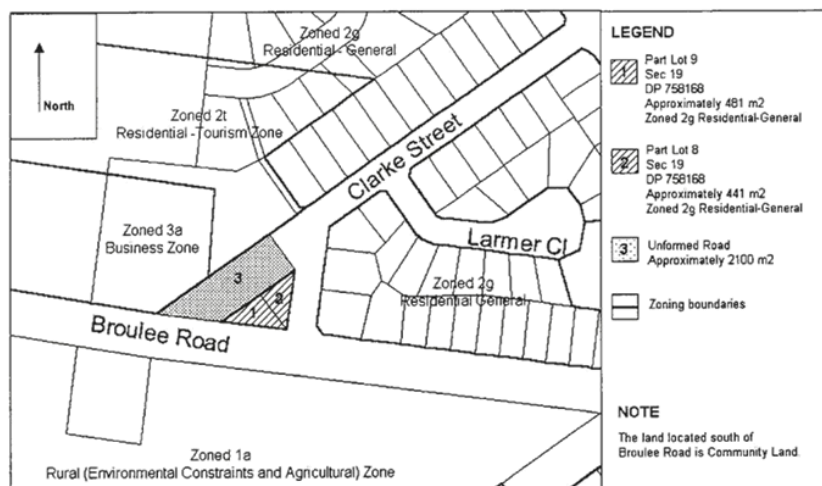 Zoned 2g
Residential - General
North
Zoned 2t
Residential -Tourism Zone
Clarke Street
Zoned 3a
Business Zone
Larmer Cl
3
Zoned 2g
Residential General
1
2
Broulee Road
Zoned 1a
Rural (Environmental Constraints and Agricultural) Zone
LEGEND
1
Part Lot 9
Sec 19
DP 758168
Approximately 481 m2
Zoned 2g Residential-General
2
Part Lot 8
Sec 19
DP 758168
Approximately 441 m2
Zoned 2g Residential-General
3
Unformed Road
Approximately 2100 m2
Zoning boundaries
NOTE
The land located south of
Broulee Road is Community Land.